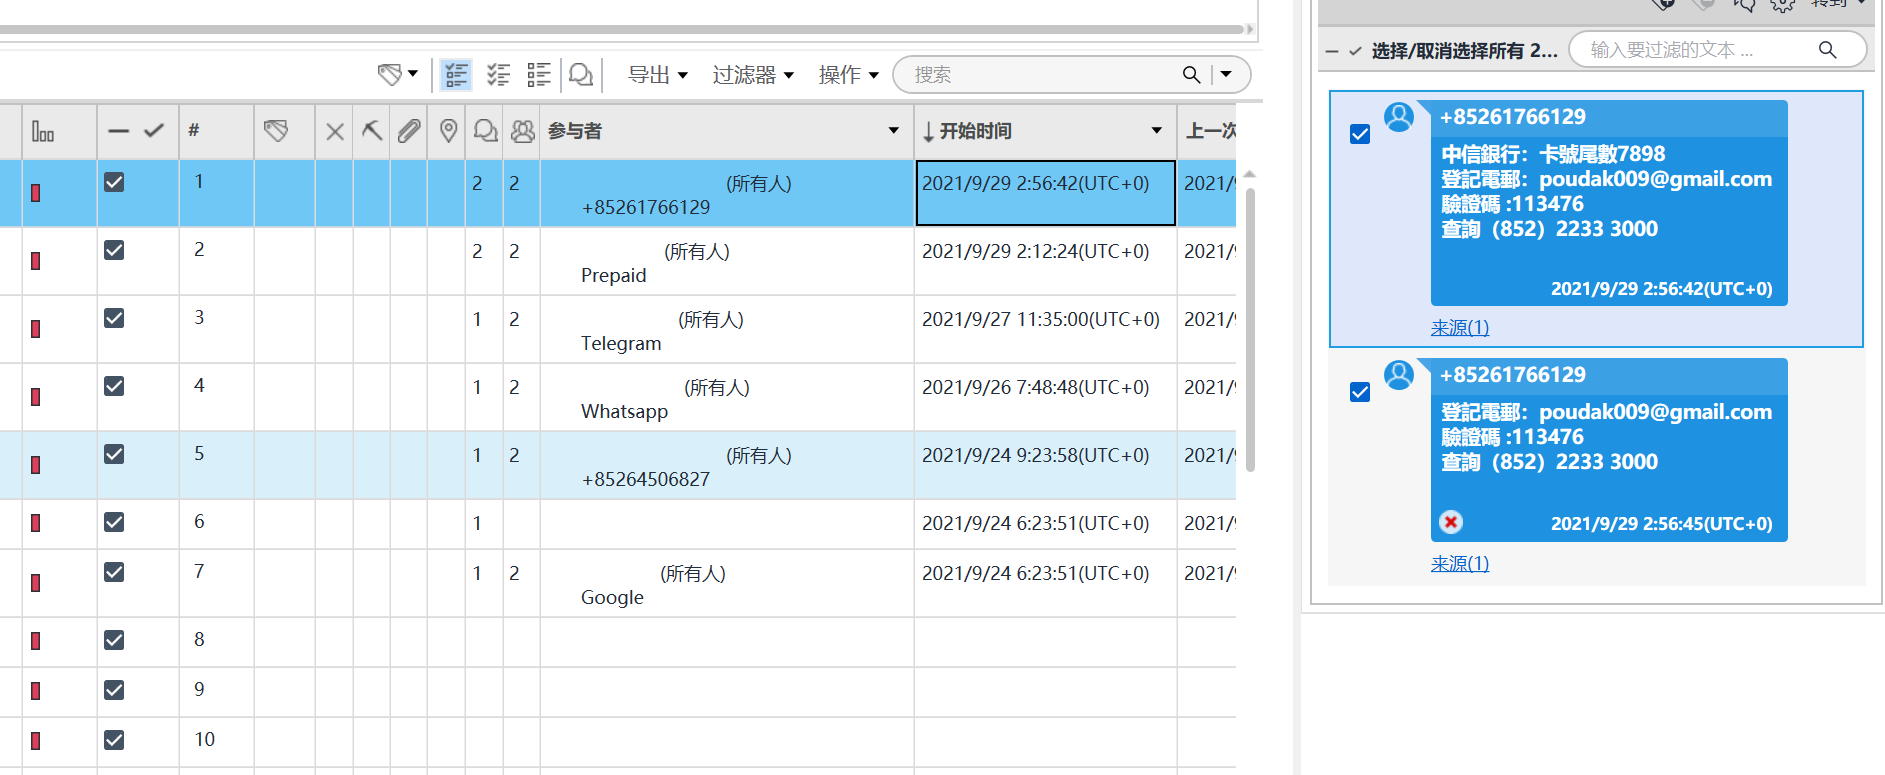 导出 过滤器 操作 搜索
# 参与者 开始时间 上一次
1 2 2 (所有人) 2021/9/29 2:56:42(UTC+0) 2021/9
+85261766129
2 2 2 (所有人) 2021/9/29 2:12:24(UTC+0) 2021/9
Prepaid
3 1 2 (所有人) 2021/9/27 11:35:00(UTC+0) 2021/9
Telegram
4 1 2 (所有人) 2021/9/26 7:48:48(UTC+0) 2021/9
Whatsapp
5 1 2 (所有人) 2021/9/24 9:23:58(UTC+0) 2021/9
+85264506827
6 1 2021/9/24 6:23:51(UTC+0) 2021/9
7 1 2 (所有人) 2021/9/24 6:23:51(UTC+0) 2021/9
Google
8
9
10
转到
选择/取消选择所有 2... 输入要过滤的文本 ...
+85261766129
中信銀行：卡號尾數7898
登記電郵：poudak009@gmail.com
驗證碼 :113476
查詢（852）2233 3000
2021/9/29 2:56:42(UTC+0)
来源(1)
+85261766129
登記電郵：poudak009@gmail.com
驗證碼 :113476
查詢（852）2233 3000
2021/9/29 2:56:45(UTC+0)
来源(1)